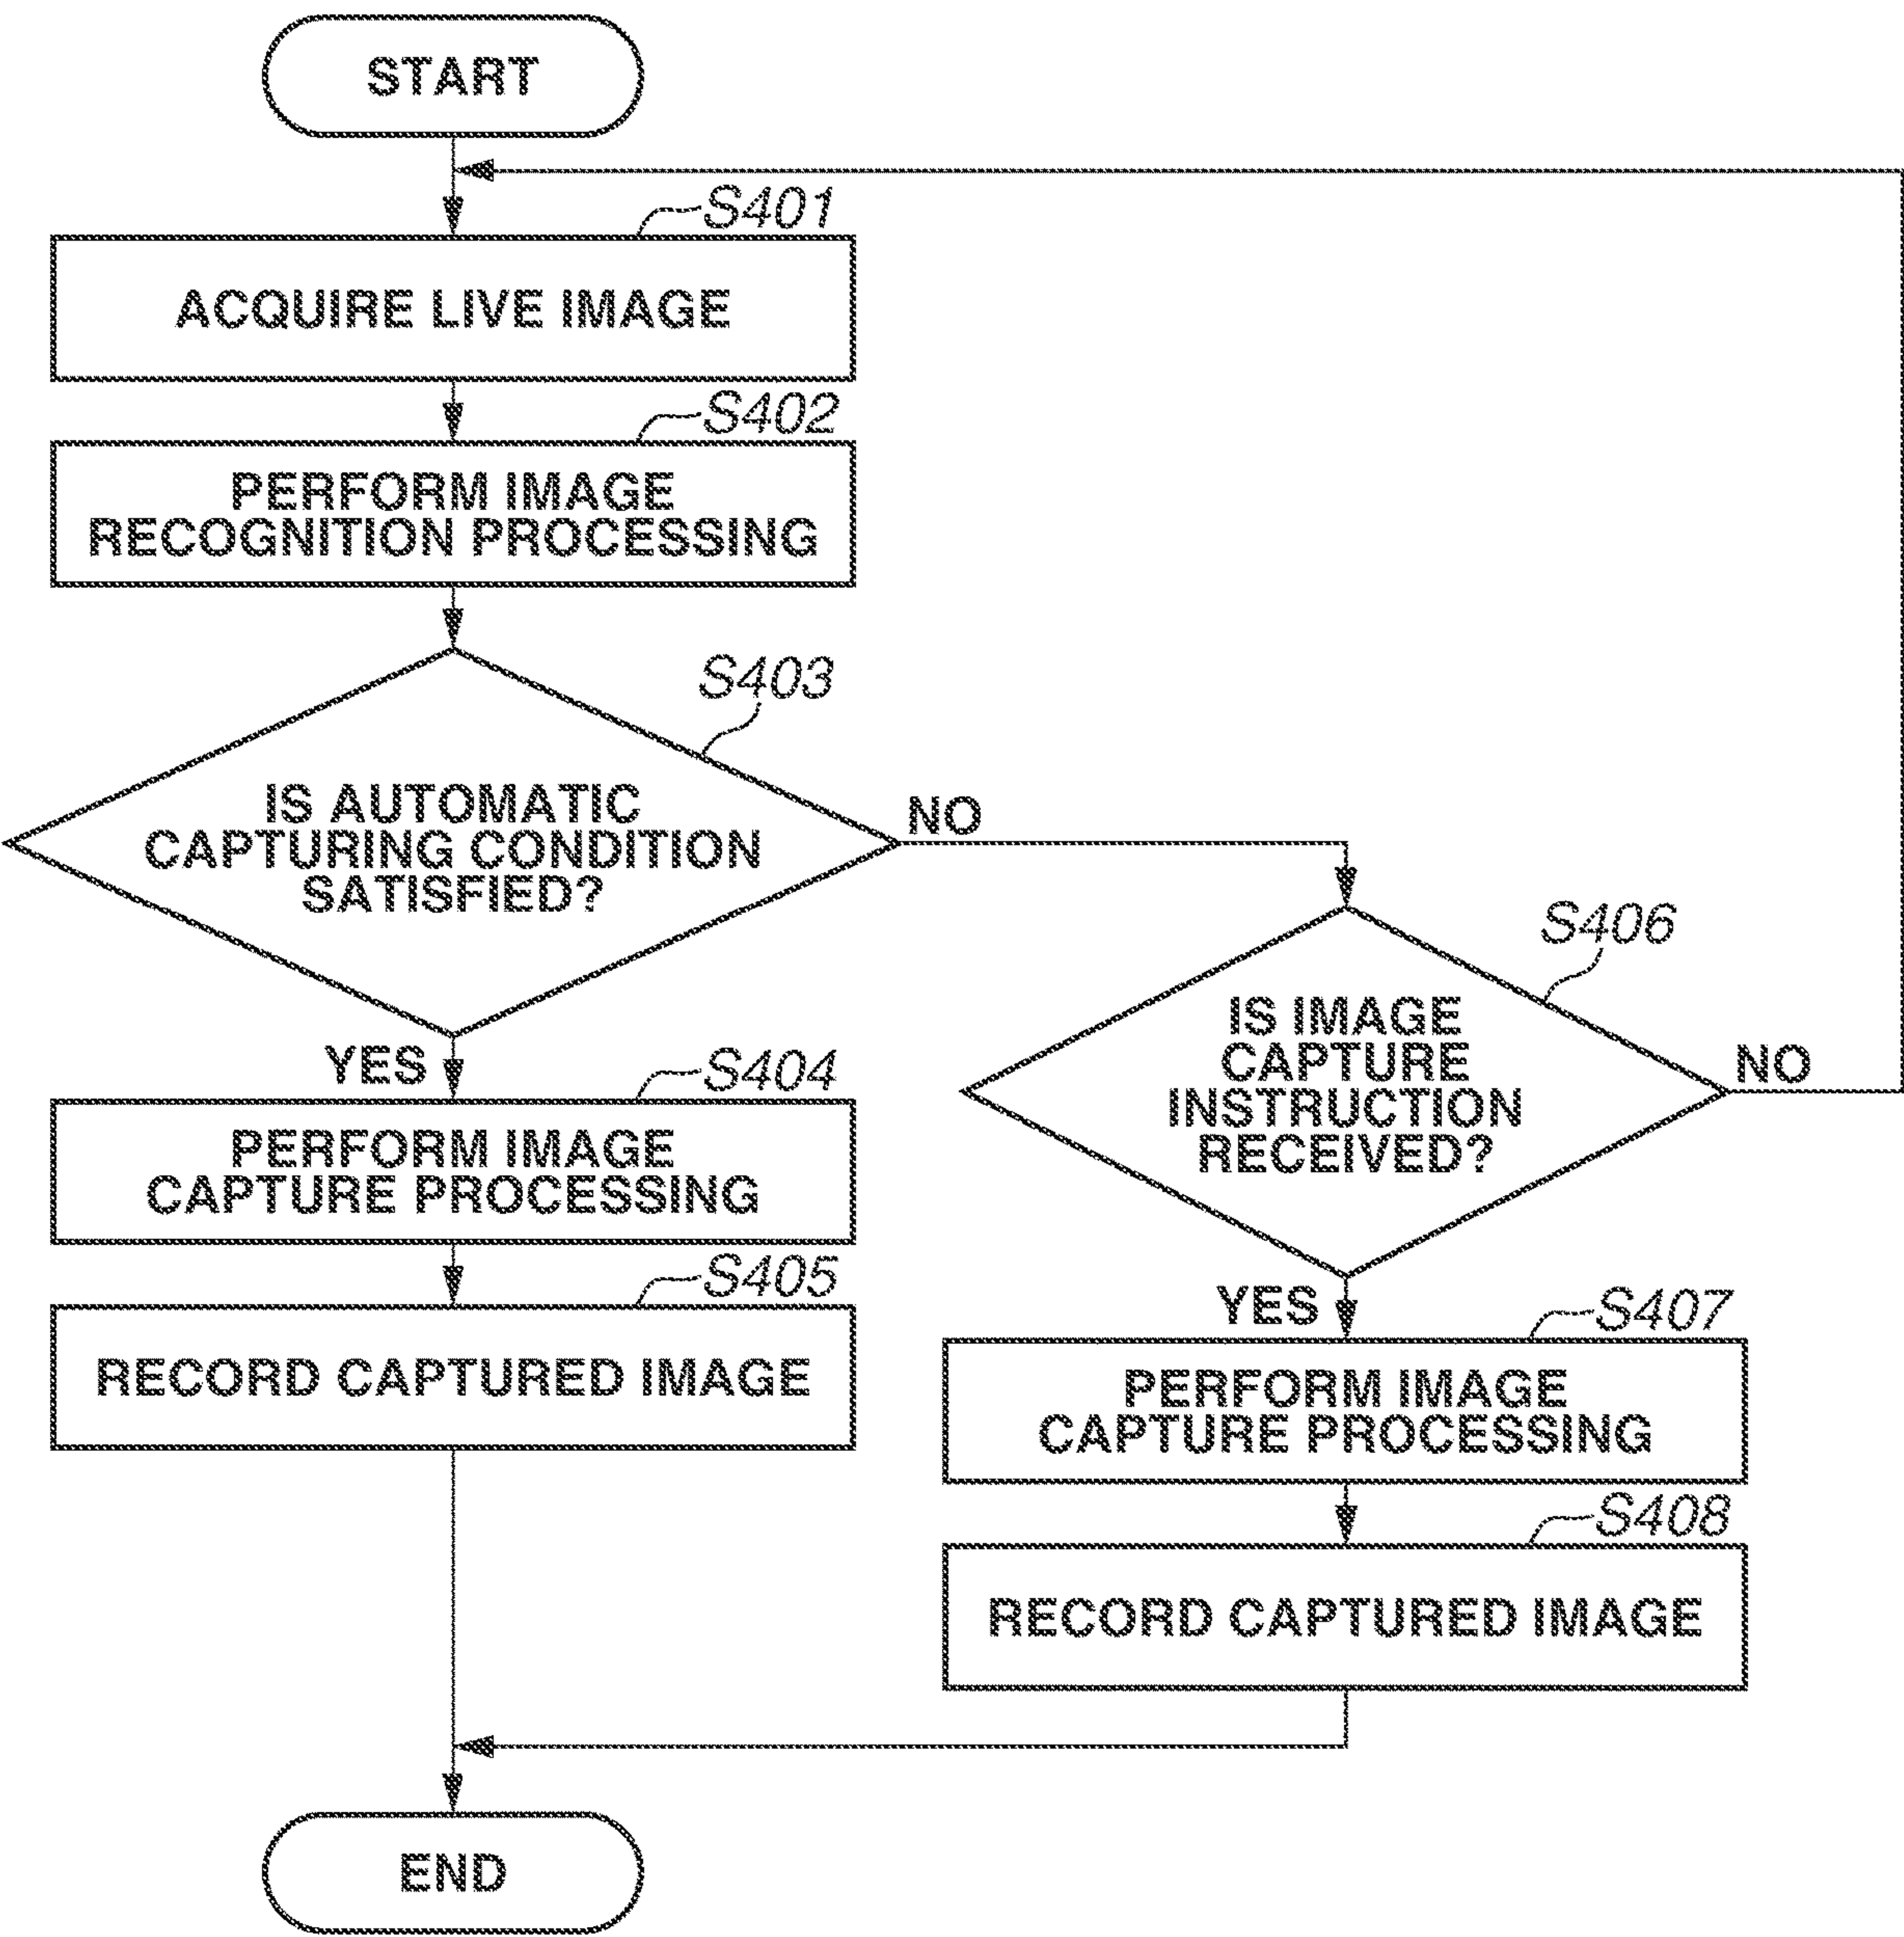 START
S401
ACQUIRE LIVE IMAGE
S402
PERFORM IMAGE
RECOGNITION PROCESSING
S403
IS AUTOMATIC
CAPTURING CONDITION
SATISFIED?
NO
YES
S404
PERFORM IMAGE
CAPTURE PROCESSING
S405
RECORD CAPTURED IMAGE
S406
IS IMAGE
CAPTURE
INSTRUCTION
RECEIVED?
NO
YES
S407
PERFORM IMAGE
CAPTURE PROCESSING
S408
RECORD CAPTURED IMAGE
END